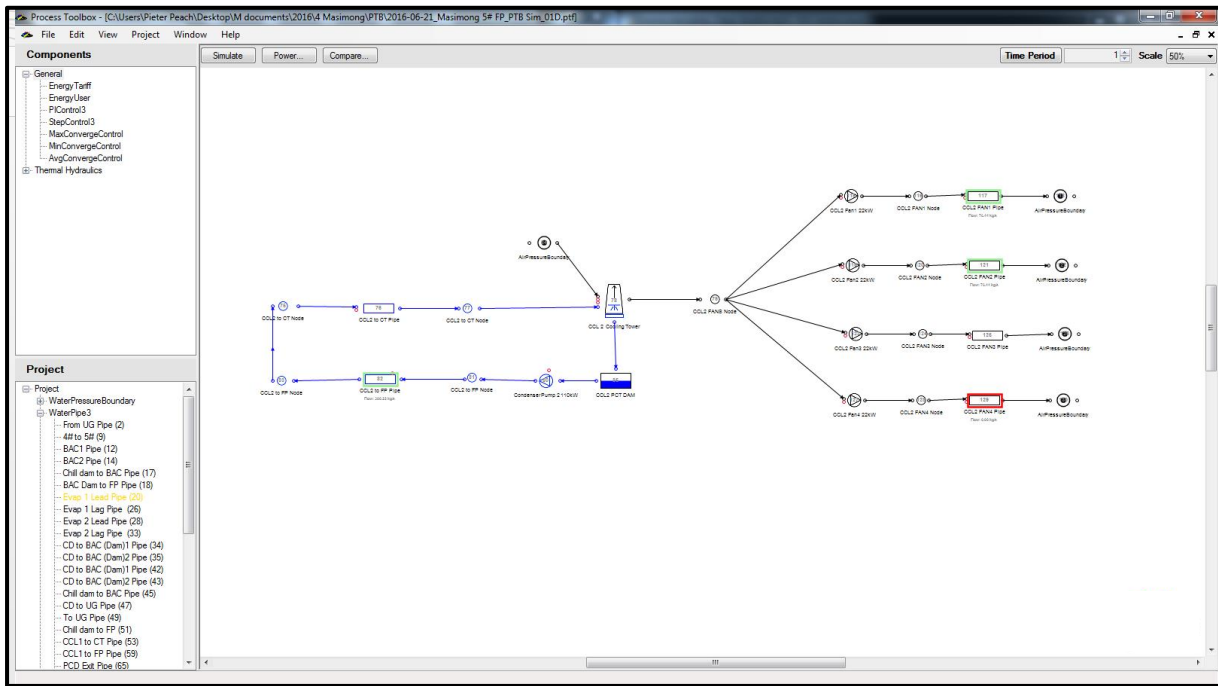 Process Toolbox - [C:\Users\Pieter Peach\Desktop\M documents\2016\4 Masimong\PTB\2016-06-21_Masimong 5# FP_PTB Sim_01D.ptf]
File Edit View Project Window Help
Components
Simulate Power... Compare...
Time Period 1 Scale 50%
General
EnergyTariff
EnergyUser
PIControl3
StepControl3
MaxConvergeControl
MinConvergeControl
AvgConvergeControl
Thermal Hydraulics
117
CCL2 Fan1 22kW
CCL2 FAN1 Node
CCL2 FAN1 Pipe
AirPressureBoundary
AirPressureBoundary
121
CCL2 Fan2 22kW
CCL2 FAN2 Node
CCL2 FAN2 Pipe
AirPressureBoundary
76
CCL2 to CT Node
CCL2 to CT Pipe
CCL2 to CT Node
CCL 2 Cooling Tower
CCL2 FANS Node
CCL2 Fan3 22kW
CCL2 FAN3 Node
CCL2 FAN3 Pipe
AirPressureBoundary
CCL2 to FP Node
CCL2 to FP Pipe
CCL2 to FP Node
CondenserPump 2 110kW
CCL2 PCT DAM
CCL2 Fan4 22kW
CCL2 FAN4 Node
CCL2 FAN4 Pipe
AirPressureBoundary
Project
Project
WaterPressureBoundary
WaterPipe3
From UG Pipe (2)
4# to 5# (9)
BAC1 Pipe (12)
BAC2 Pipe (14)
Chill dam to BAC Pipe (17)
BAC Dam to FP Pipe (18)
Evap 1 Lead Pipe (20)
Evap 1 Lag Pipe (26)
Evap 2 Lead Pipe (28)
Evap 2 Lag Pipe (33)
CD to BAC (Dam)1 Pipe (34)
CD to BAC (Dam)2 Pipe (35)
CD to BAC (Dam)1 Pipe (42)
CD to BAC (Dam)2 Pipe (43)
Chill dam to BAC Pipe (45)
CD to UG Pipe (47)
To UG Pipe (49)
Chill dam to FP (51)
CCL1 to CT Pipe (53)
CCL1 to FP Pipe (59)
PCD Exit Pipe (65)